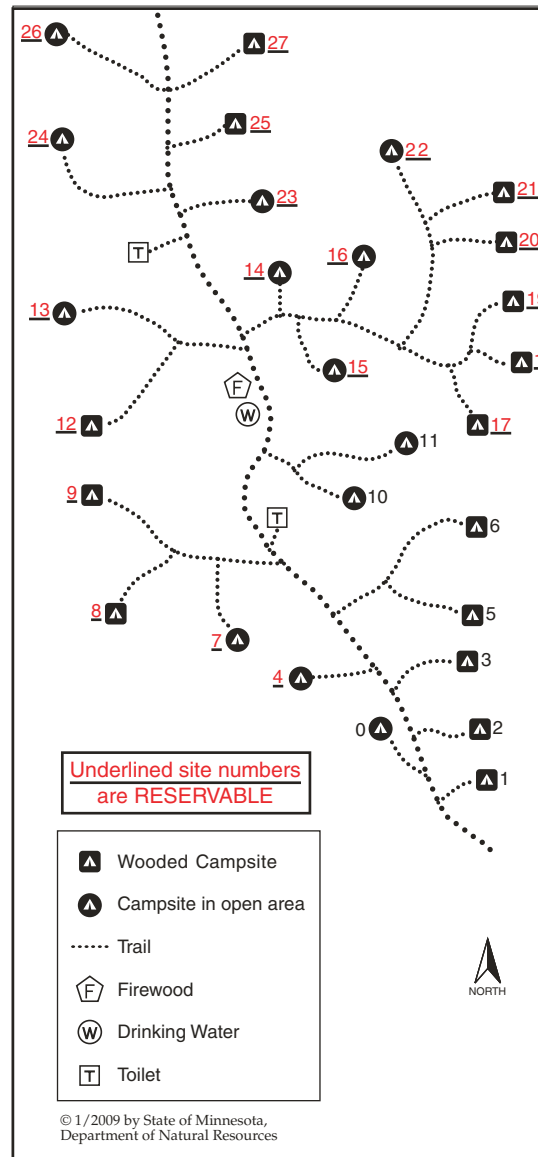 26
27
25
24
22
21
23
20
T
16
14
13
15
17
12
F
W
11
9
10
T
6
8
5
7
3
4
0
2
1
Underlined site numbers
are RESERVABLE
Wooded Campsite
Campsite in open area
Trail
F Firewood
W Drinking Water
T Toilet
NORTH
© 1/2009 by State of Minnesota,
Department of Natural Resources